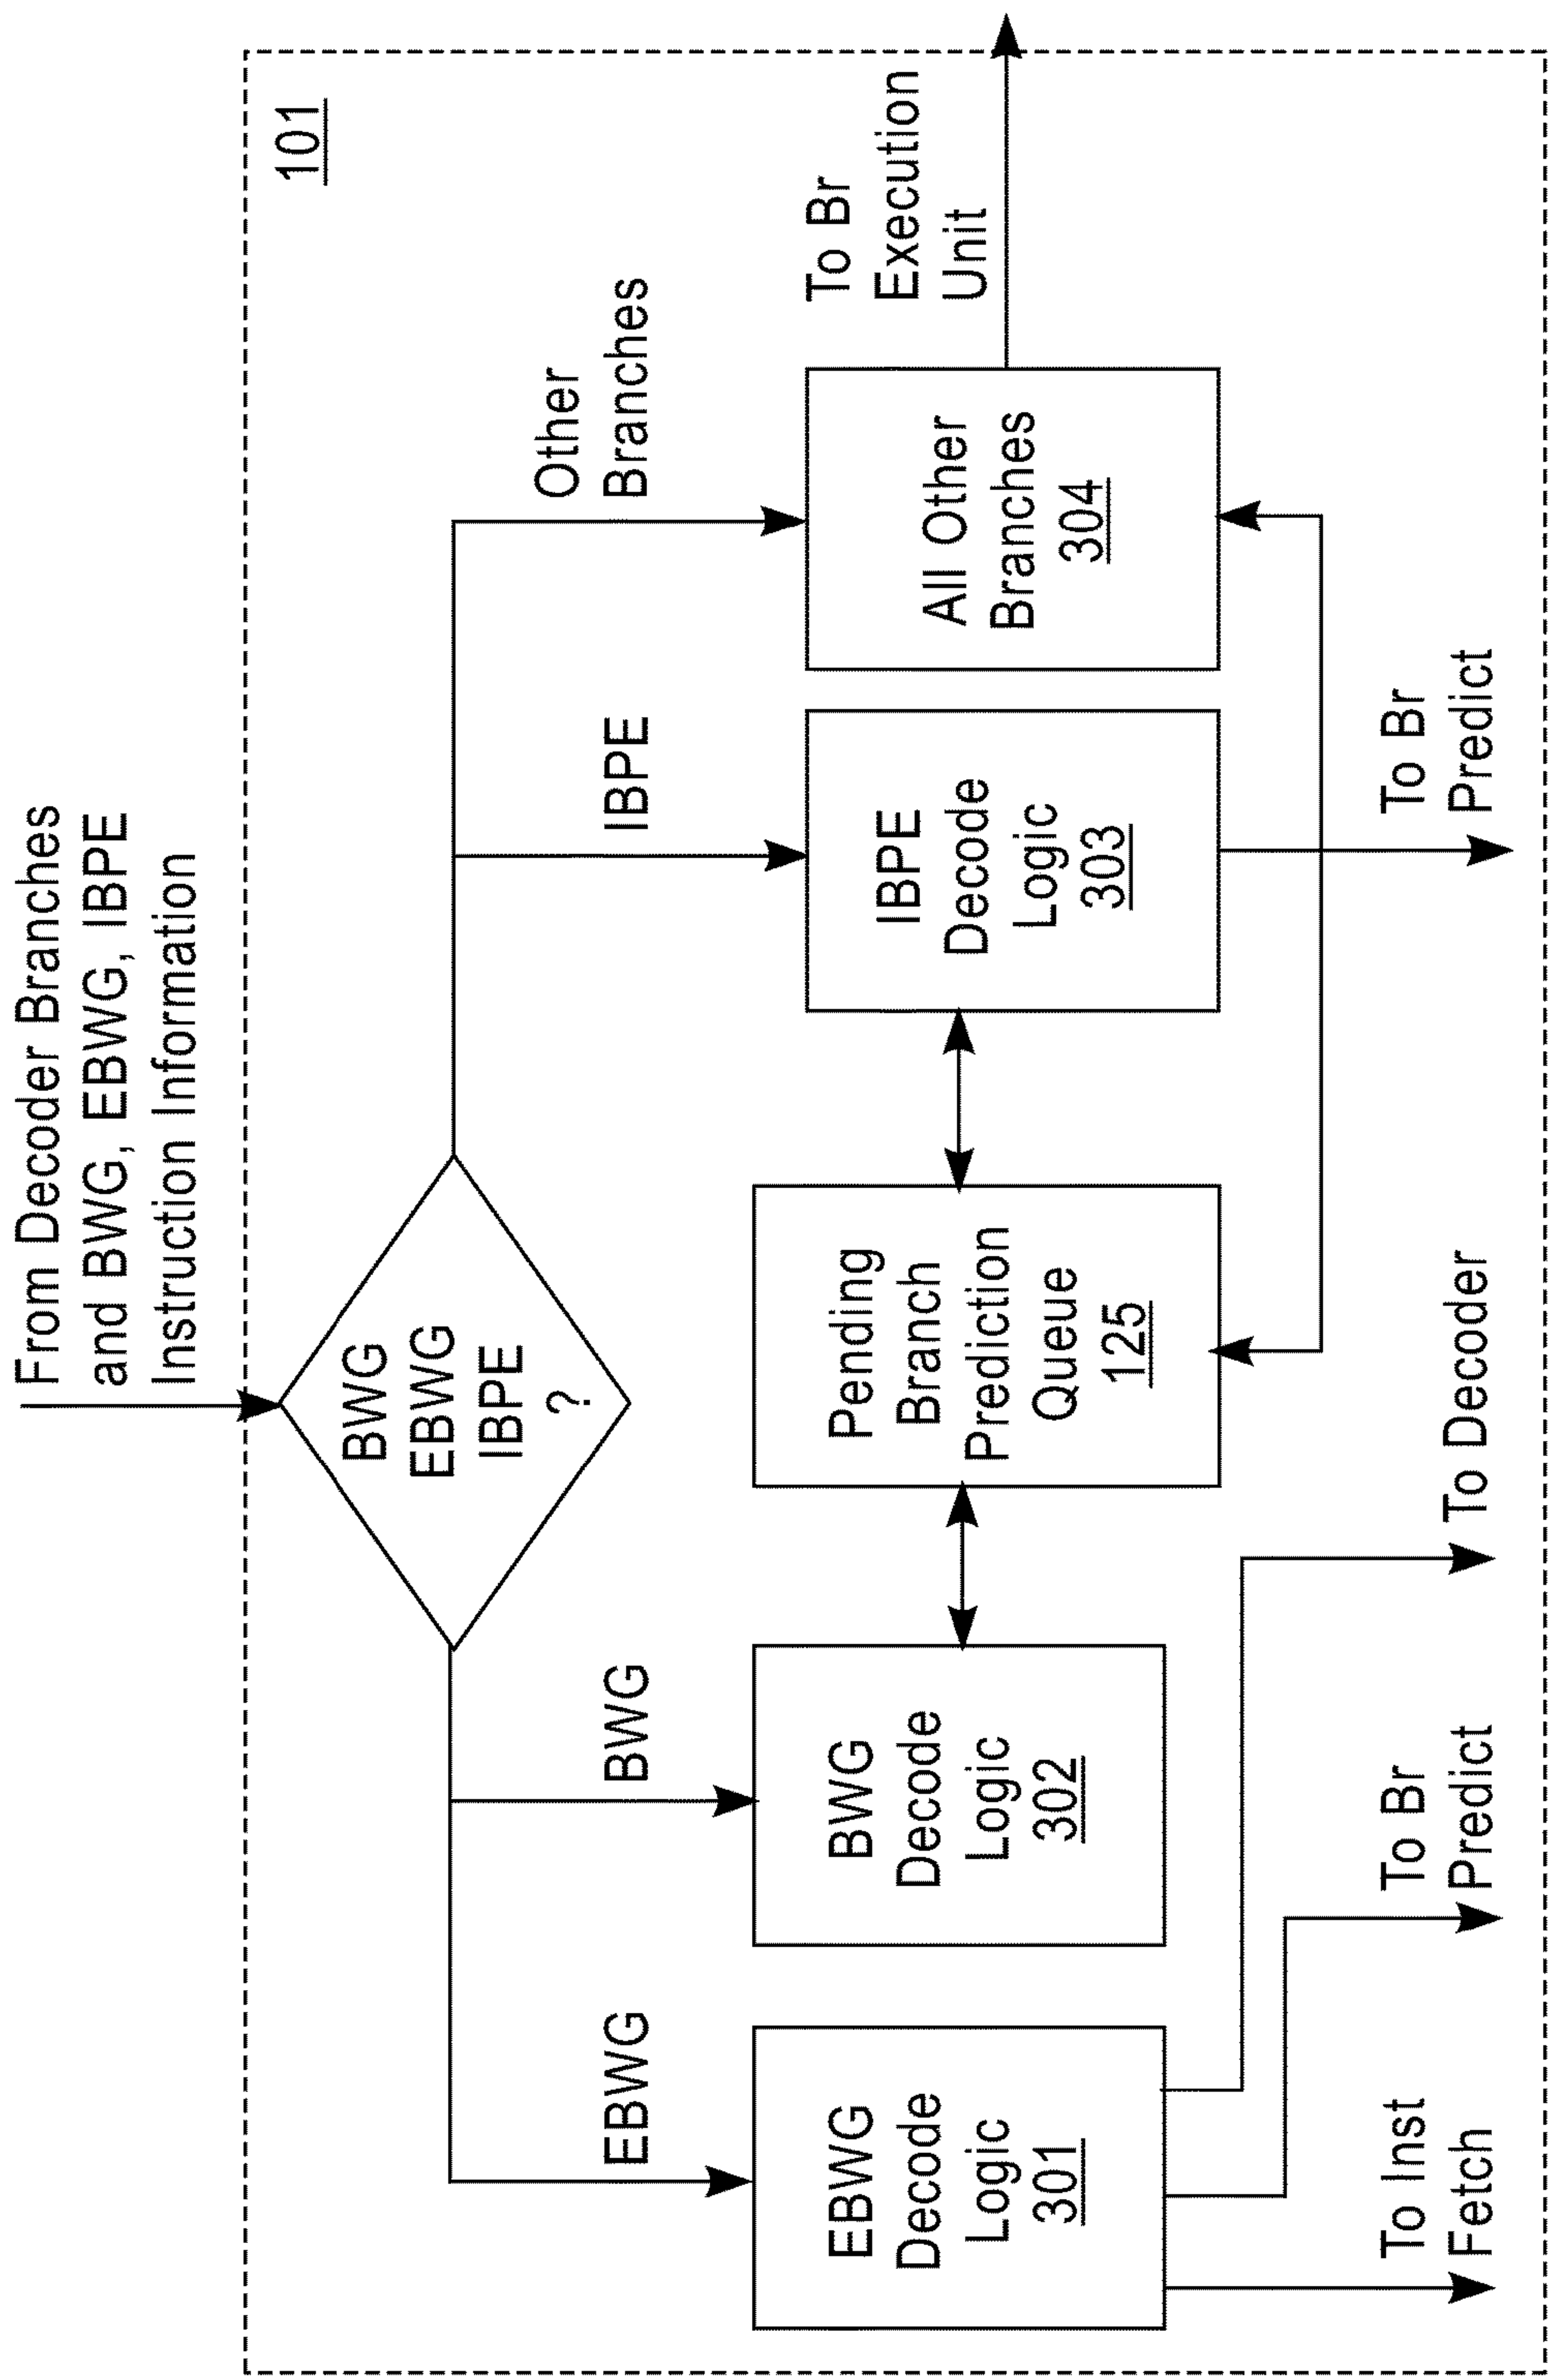 From Decoder Branches
and BWG, EBWG, IBPE
Instruction Information
101
BWG
EBWG
IBPE
?
EBWG
BWG
IBPE
Other
Branches
EBWG
Decode
Logic
301
BWG
Decode
Logic
302
Pending
Branch
Prediction
Queue
125
IBPE
Decode
Logic
303
All Other
Branches
304
To Br
Execution
Unit
To Inst
Fetch
To Br
Predict
To Decoder
To Br
Predict